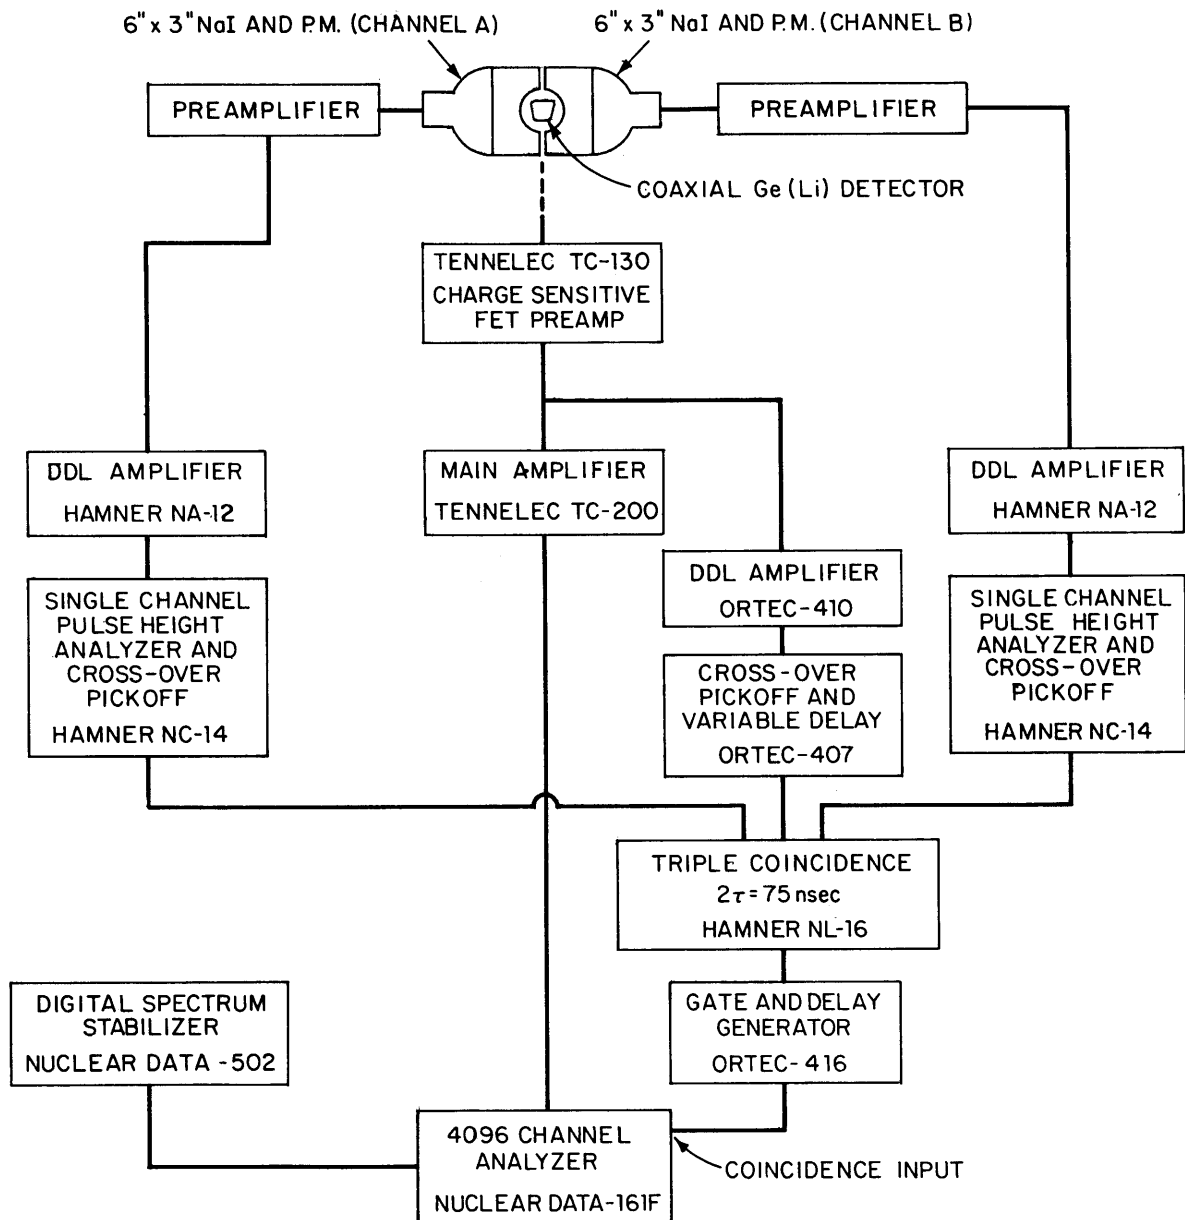 6" x 3" NaI AND P.M. (CHANNEL A)
6" x 3" NaI AND P.M. (CHANNEL B)
PREAMPLIFIER
PREAMPLIFIER
COAXIAL Ge (Li) DETECTOR
TENNELEC TC-130
CHARGE SENSITIVE
FET PREAMP
DDL AMPLIFIER
HAMNER NA-12
MAIN AMPLIFIER
TENNELEC TC-200
DDL AMPLIFIER
HAMNER NA-12
DDL AMPLIFIER
ORTEC-410
SINGLE CHANNEL
PULSE HEIGHT
ANALYZER AND
CROSS-OVER
PICKOFF
HAMNER NC-14
CROSS-OVER
PICKOFF AND
VARIABLE DELAY
ORTEC-407
SINGLE CHANNEL
PULSE HEIGHT
ANALYZER AND
CROSS-OVER
PICKOFF
HAMNER NC-14
TRIPLE COINCIDENCE
2τ = 75 nsec
HAMNER NL-16
DIGITAL SPECTRUM
STABILIZER
NUCLEAR DATA -502
GATE AND DELAY
GENERATOR
ORTEC- 416
4096 CHANNEL
ANALYZER
NUCLEAR DATA-161F
COINCIDENCE INPUT